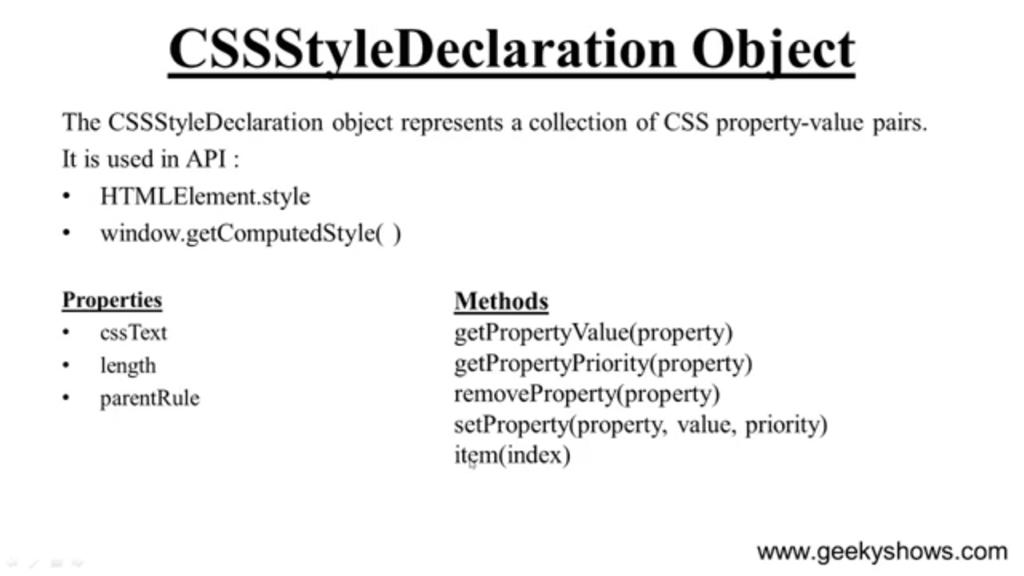 CSSStyleDeclaration Object
The CSSStyleDeclaration object represents a collection of CSS property-value pairs.
It is used in API :
• HTMLElement.style
• window.getComputedStyle( )
Properties
• cssText
• length
• parentRule
Methods
getPropertyValue(property)
getPropertyPriority(property)
removeProperty(property)
setProperty(property, value, priority)
item(index)
www.geekyshows.com